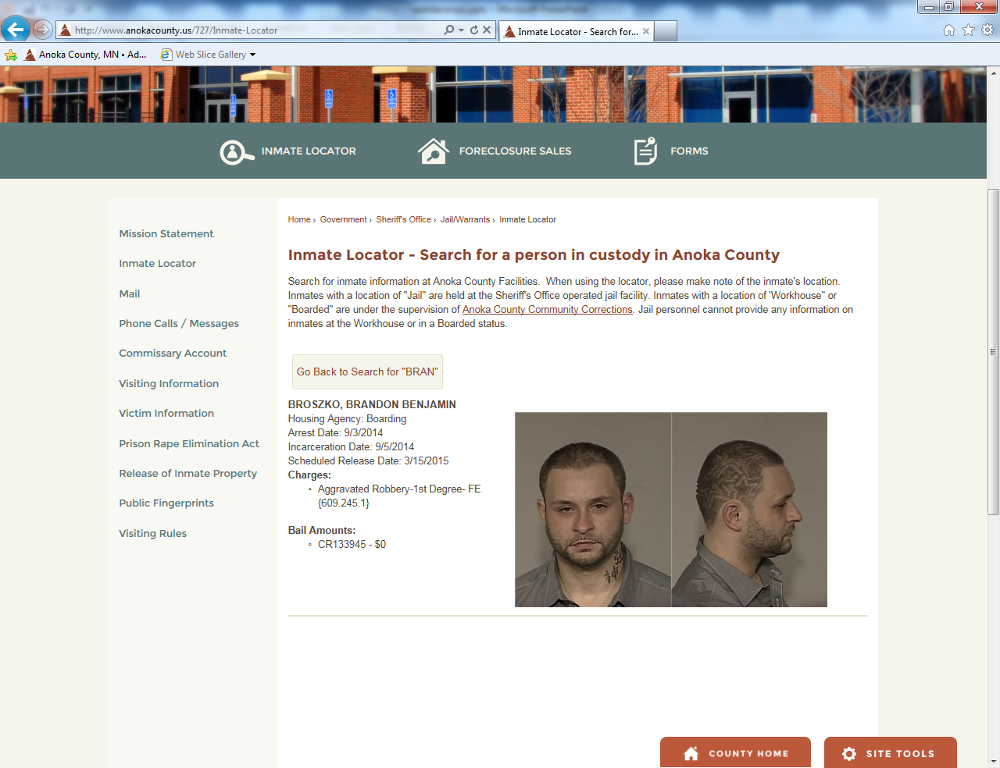 http://www.anokacounty.us/727/Inmate-Locator
Inmate Locator - Search for...
Anoka County, MN • Ad...
Web Slice Gallery
INMATE LOCATOR
FORECLOSURE SALES
FORMS
Mission Statement
Inmate Locator
Mail
Phone Calls / Messages
Commissary Account
Visiting Information
Victim Information
Prison Rape Elimination Act
Release of Inmate Property
Public Fingerprints
Visiting Rules
Home › Government › Sheriff's Office › Jail/Warrants › Inmate Locator
Inmate Locator - Search for a person in custody in Anoka County
Search for inmate information at Anoka County Facilities. When using the locator, please make note of the inmate's location.
Inmates with a location of "Jail" are held at the Sheriff's Office operated jail facility. Inmates with a location of 'Workhouse" or
"Boarded" are under the supervision of Anoka County Community Corrections. Jail personnel cannot provide any information on
inmates at the Workhouse or in a Boarded status.
Go Back to Search for "BRAN"
BROSZKO, BRANDON BENJAMIN
Housing Agency: Boarding
Arrest Date: 9/3/2014
Incarceration Date: 9/5/2014
Scheduled Release Date: 3/15/2015
Charges:
◦ Aggravated Robbery-1st Degree- FE
{609.245.1}
Bail Amounts:
◦ CR133945 - $0
COUNTY HOME
SITE TOOLS